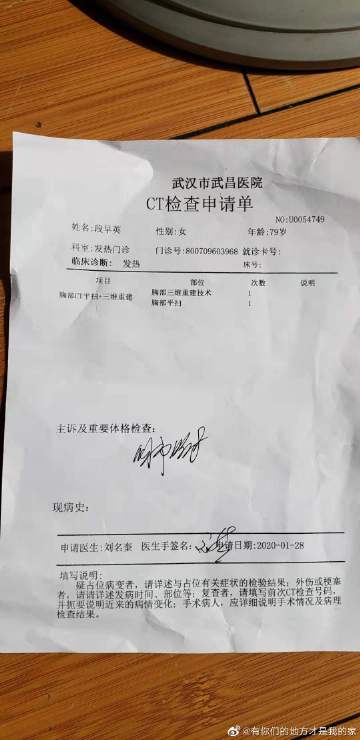 武汉市武昌医院
CT检查申请单
NO:U0054749
姓名:段早英 性别:女 年龄:79岁
科室:发热门诊 门诊号:800709603968 就诊卡号:
临床诊断: 发热 床号:
项目 部位 次数 说明
胸部CT平扫+三维重建 胸部三维重建技术 1
胸部平扫 1
主诉及重要体格检查:
现病史:
申请医生:刘名奎 医生手签名: 申请日期:2020-01-28
填写说明:
疑占位病变者，请详述与占位有关症状的检验结果；外伤或梗塞
者，请请详述发病时间、部位等；复查者，请填写前次CT检查号码，
并扼要说明近来的病情变化；手术病人，应详细说明手术情况及病理
检查结果。
@有你们的地方才是我的家